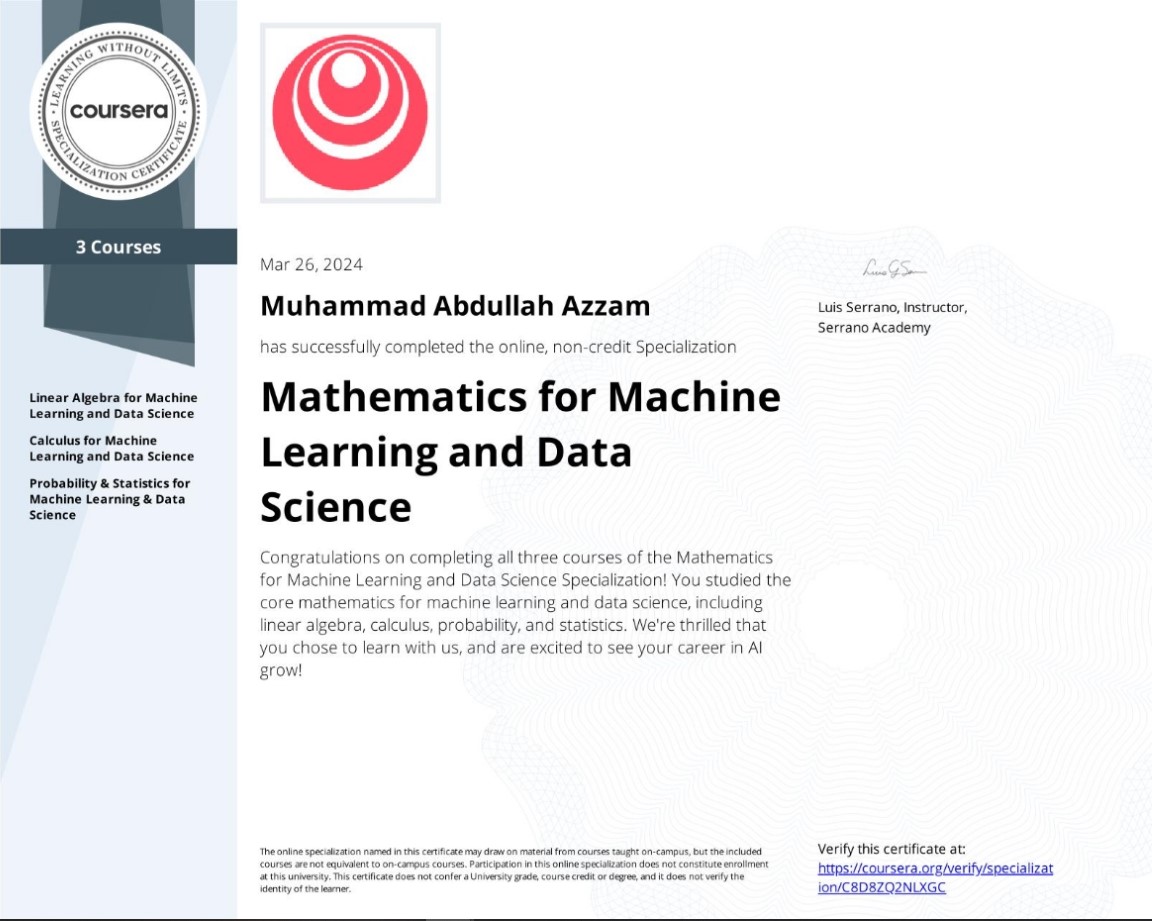 LEARNING WITHOUT LIMITS
coursera
SPECIALIZATION CERTIFICATE
3 Courses
Linear Algebra for Machine
Learning and Data Science
Calculus for Machine
Learning and Data Science
Probability & Statistics for
Machine Learning & Data
Science
Mar 26, 2024
Muhammad Abdullah Azzam
has successfully completed the online, non-credit Specialization
Mathematics for Machine
Learning and Data
Science
Congratulations on completing all three courses of the Mathematics
for Machine Learning and Data Science Specialization! You studied the
core mathematics for machine learning and data science, including
linear algebra, calculus, probability, and statistics. We're thrilled that
you chose to learn with us, and are excited to see your career in AI
grow!
Luis Serrano, Instructor,
Serrano Academy
The online specialization named in this certificate may draw on material from courses taught on-campus, but the included
courses are not equivalent to on-campus courses. Participation in this online specialization does not constitute enrollment
at this university. This certificate does not confer a University grade, course credit or degree, and it does not verify the
identity of the learner.
Verify this certificate at:
https://coursera.org/verify/specializat
ion/C8D8ZQ2NLXGC